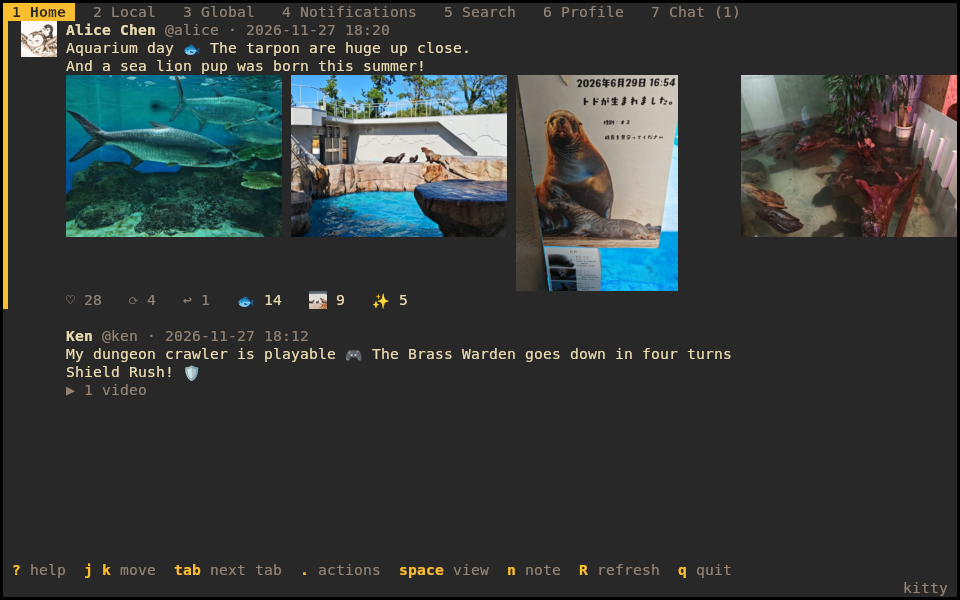 1 Home 2 Local 3 Global 4 Notifications 5 Search 6 Profile 7 Chat (1)
Alice Chen @alice · 2026-11-27 18:20
Aquarium day 🐟 The tarpon are huge up close.
And a sea lion pup was born this summer!
2026年6月29日 16:54
トドが生まれました。
♡ 28 ⟳ 4 ↩ 1 🐟 14 9 ✨ 5
Ken @ken · 2026-11-27 18:12
My dungeon crawler is playable 🎮 The Brass Warden goes down in four turns
Shield Rush! 🛡️
▶ 1 video
? help j k move tab next tab . actions space view n note R refresh q quit
kitty